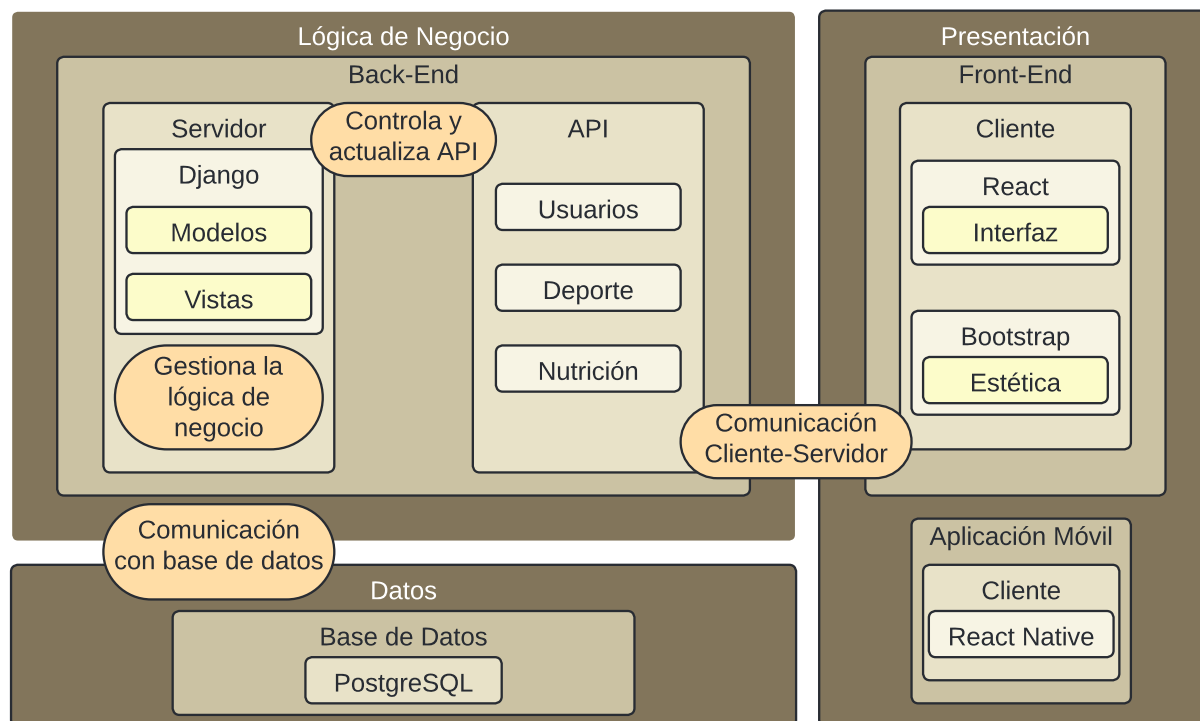 Lógica de Negocio
Back-End
Servidor
Django
Modelos
Vistas
Gestiona la
lógica de
negocio
Controla y
actualiza API
API
Usuarios
Deporte
Nutrición
Comunicación
Cliente-Servidor
Comunicación
con base de datos
Datos
Base de Datos
PostgreSQL
Presentación
Front-End
Cliente
React
Interfaz
Bootstrap
Estética
Aplicación Móvil
Cliente
React Native